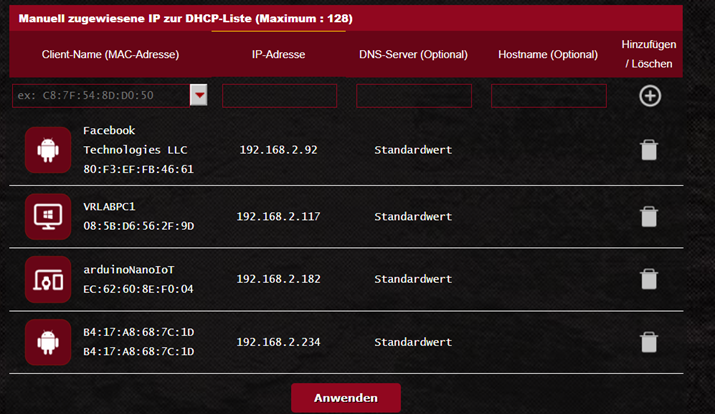 Manuell zugewiesene IP zur DHCP-Liste (Maximum : 128)
Client-Name (MAC-Adresse) IP-Adresse DNS-Server (Optional) Hostname (Optional) Hinzufügen / Löschen
ex: C8:7F:54:8D:D0:50
Facebook
Technologies LLC 192.168.2.92 Standardwert
80:F3:EF:FB:46:61
VRLABPC1
192.168.2.117 Standardwert
08:5B:D6:56:2F:9D
arduinoNanoIoT
192.168.2.182 Standardwert
EC:62:60:8E:F0:04
B4:17:A8:68:7C:1D
192.168.2.234 Standardwert
B4:17:A8:68:7C:1D
Anwenden